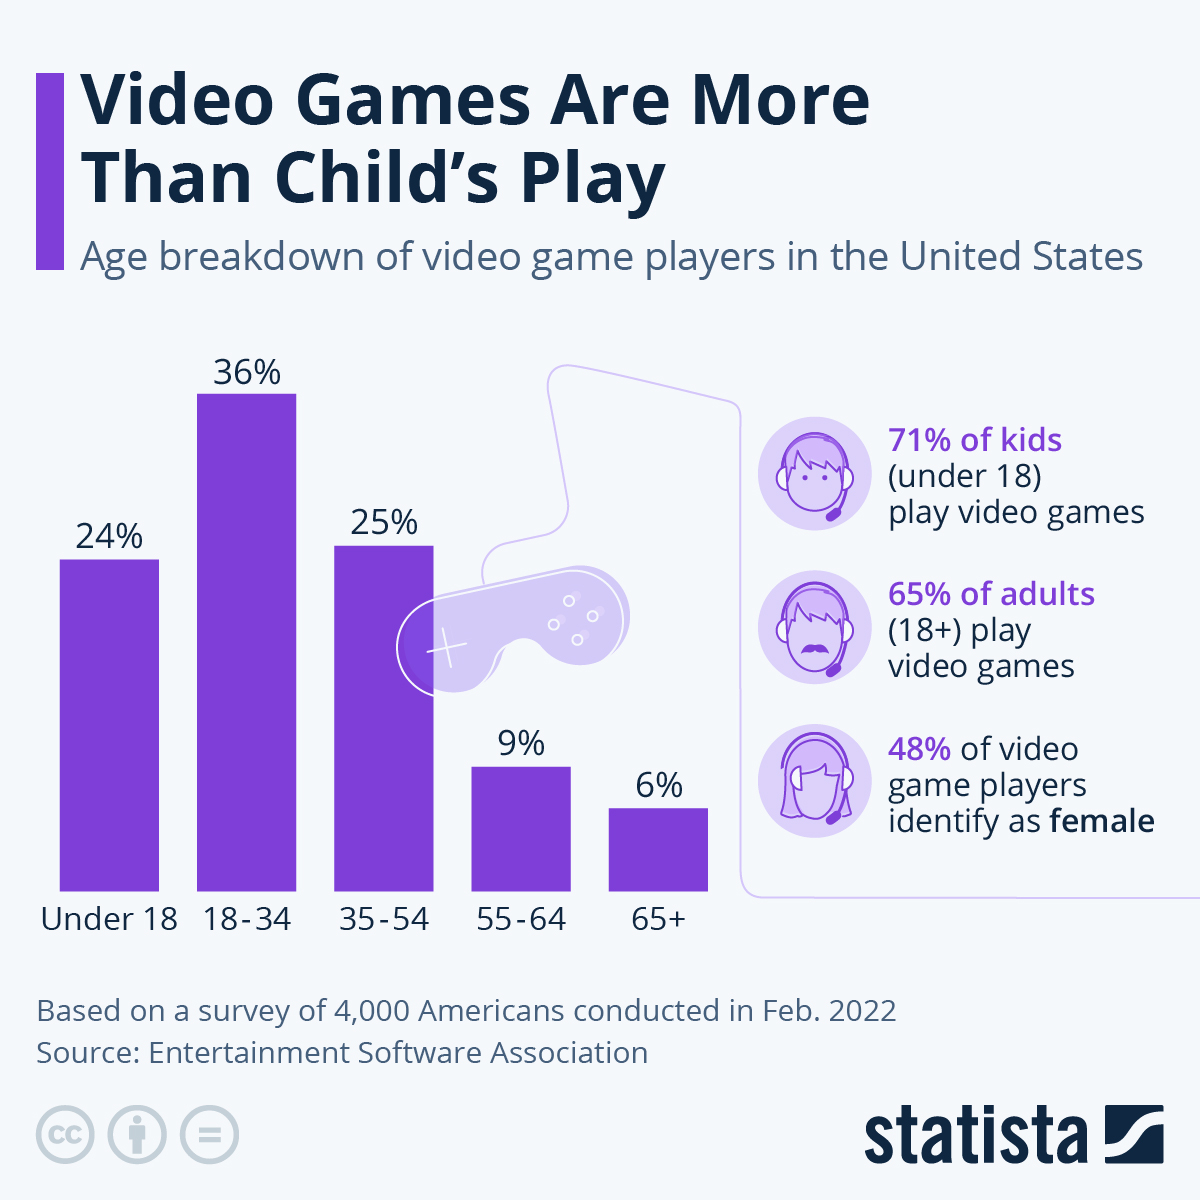 Video Games Are More
Than Child’s Play
Age breakdown of video game players in the United States
24%
36%
25%
9%
6%
Under 18
18-34
35-54
55-64
65+
71% of kids
(under 18)
play video games
65% of adults
(18+) play
video games
48% of video
game players
identify as female
Based on a survey of 4,000 Americans conducted in Feb. 2022
Source: Entertainment Software Association
cc
statista